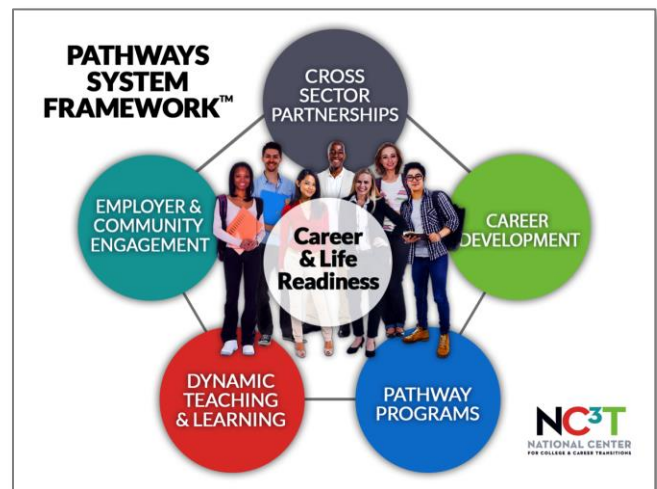 PATHWAYS
SYSTEM
FRAMEWORK™
CROSS
SECTOR
PARTNERSHIPS
EMPLOYER &
COMMUNITY
ENGAGEMENT
Career
& Life
Readiness
CAREER
DEVELOPMENT
DYNAMIC
TEACHING
& LEARNING
PATHWAY
PROGRAMS
NC³T
NATIONAL CENTER
FOR COLLEGE & CAREER TRANSITIONS